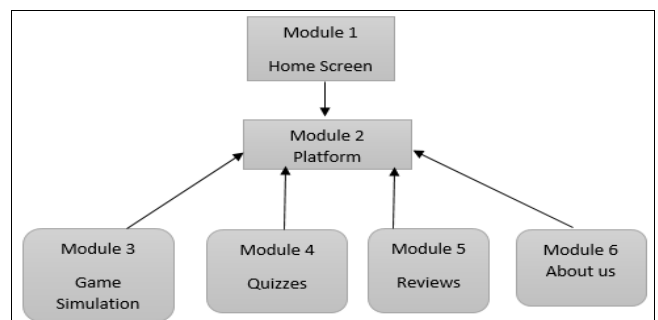 Module 1
Home Screen
Module 2
Platform
Module 3
Game
Simulation
Module 4
Quizzes
Module 5
Reviews
Module 6
About us